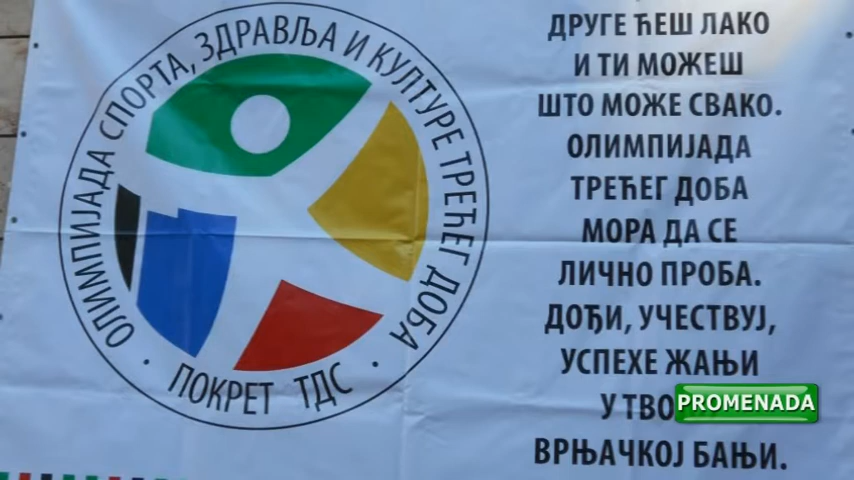 ОЛИМПИЈАДА СПОРТА, ЗДРАВЉА И КУЛТУРЕ ТРЕЋЕГ ДОБА
· ПОКРЕТ ТДС ·
ДРУГЕ ЋЕШ ЛАКО
И ТИ МОЖЕШ
ШТО МОЖЕ СВАКО.
ОЛИМПИЈАДА
ТРЕЋЕГ ДОБА
МОРА ДА СЕ
ЛИЧНО ПРОБА.
ДОЂИ, УЧЕСТВУЈ,
УСПЕХЕ ЖАЊИ
У
PROMENADA
ВРЊАЧКОЈ БАЊИ.